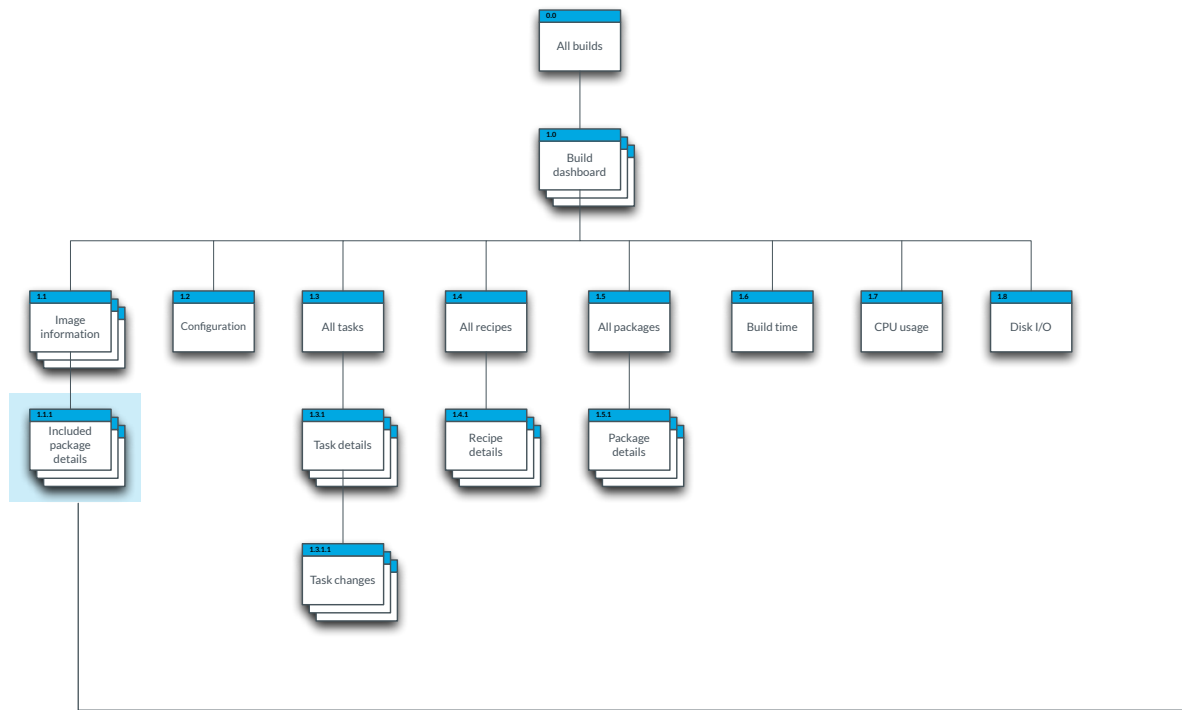 0.0
All builds
1.0
Build
dashboard
1.1
Image
information
1.2
Configuration
1.3
All tasks
1.4
All recipes
1.5
All packages
1.6
Build time
1.7
CPU usage
1.8
Disk I/O
1.1.1
Included
package
details
1.3.1
Task details
1.4.1
Recipe
details
1.5.1
Package
details
1.3.1.1
Task changes